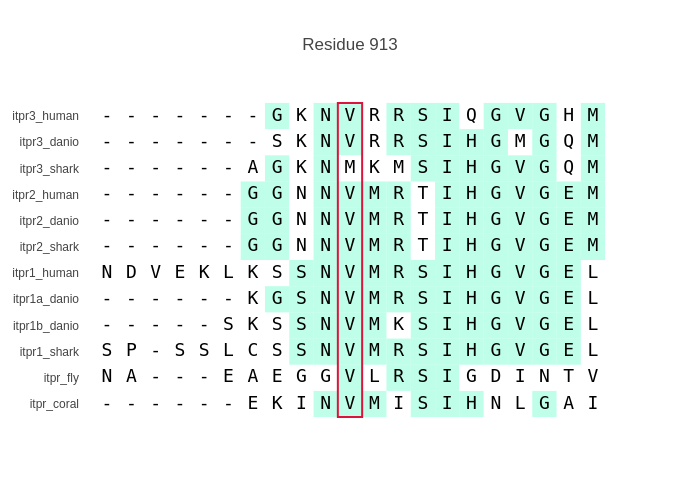 Residue 913
itpr3_human - - - - - - - G K N V R R S I Q G V G H M
itpr3_danio - - - - - - - S K N V R R S I H G M G Q M
itpr3_shark - - - - - - A G K N M K M S I H G V G Q M
itpr2_human - - - - - - G G N N V M R T I H G V G E M
itpr2_danio - - - - - - G G N N V M R T I H G V G E M
itpr2_shark - - - - - - G G N N V M R T I H G V G E M
itpr1_human N D V E K L K S S N V M R S I H G V G E L
itpr1a_danio - - - - - - K G S N V M R S I H G V G E L
itpr1b_danio - - - - - S K S S N V M K S I H G V G E L
itpr1_shark S P - S S L C S S N V M R S I H G V G E L
itpr_fly N A - - - E A E G G V L R S I G D I N T V
itpr_coral - - - - - - E K I N V M I S I H N L G A I